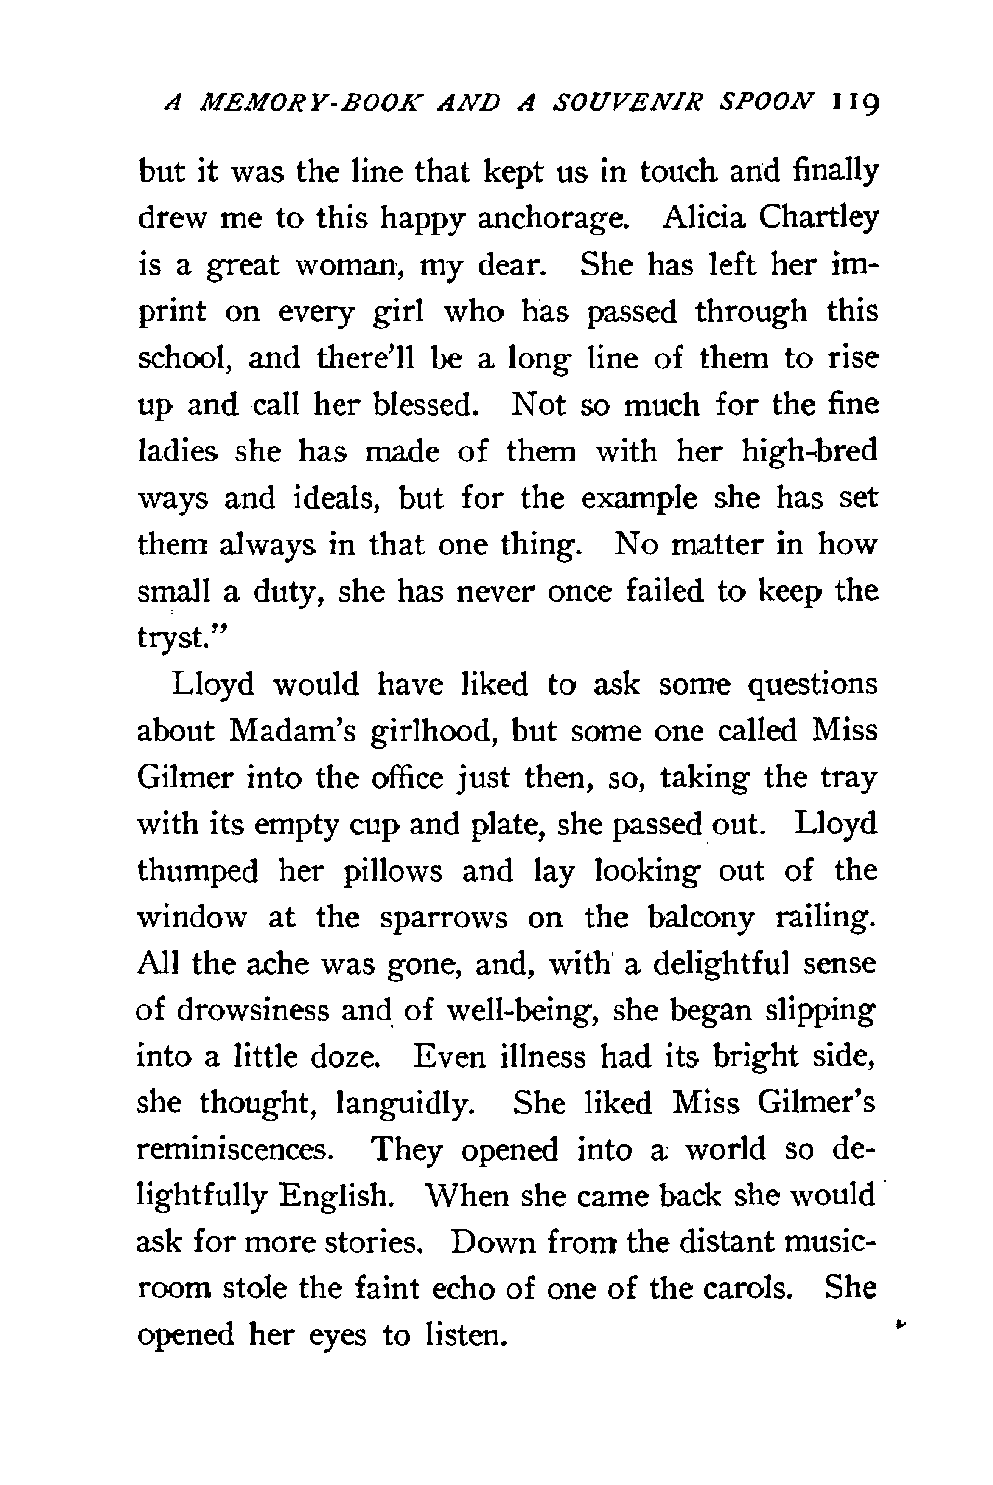 A MEMORY-BOOK AND A SOUVENIR SPOON 119
but it was the line that kept us in touch and finally
drew me to this happy anchorage. Alicia Chartley
is a great woman, my dear. She has left her im-
print on every girl who has passed through this
school, and there'll be a long line of them to rise
up and call her blessed. Not so much for the fine
ladies she has made of them with her high-bred
ways and ideals, but for the example she has set
them always in that one thing. No matter in how
small a duty, she has never once failed to keep the
tryst."
Lloyd would have liked to ask some questions
about Madam's girlhood, but some one called Miss
Gilmer into the office just then, so, taking the tray
with its empty cup and plate, she passed out. Lloyd
thumped her pillows and lay looking out of the
window at the sparrows on the balcony railing.
All the ache was gone, and, with a delightful sense
of drowsiness and of well-being, she began slipping
into a little doze. Even illness had its bright side,
she thought, languidly. She liked Miss Gilmer's
reminiscences. They opened into a world so de-
lightfully English. When she came back she would
ask for more stories. Down from the distant music-
room stole the faint echo of one of the carols. She
opened her eyes to listen.